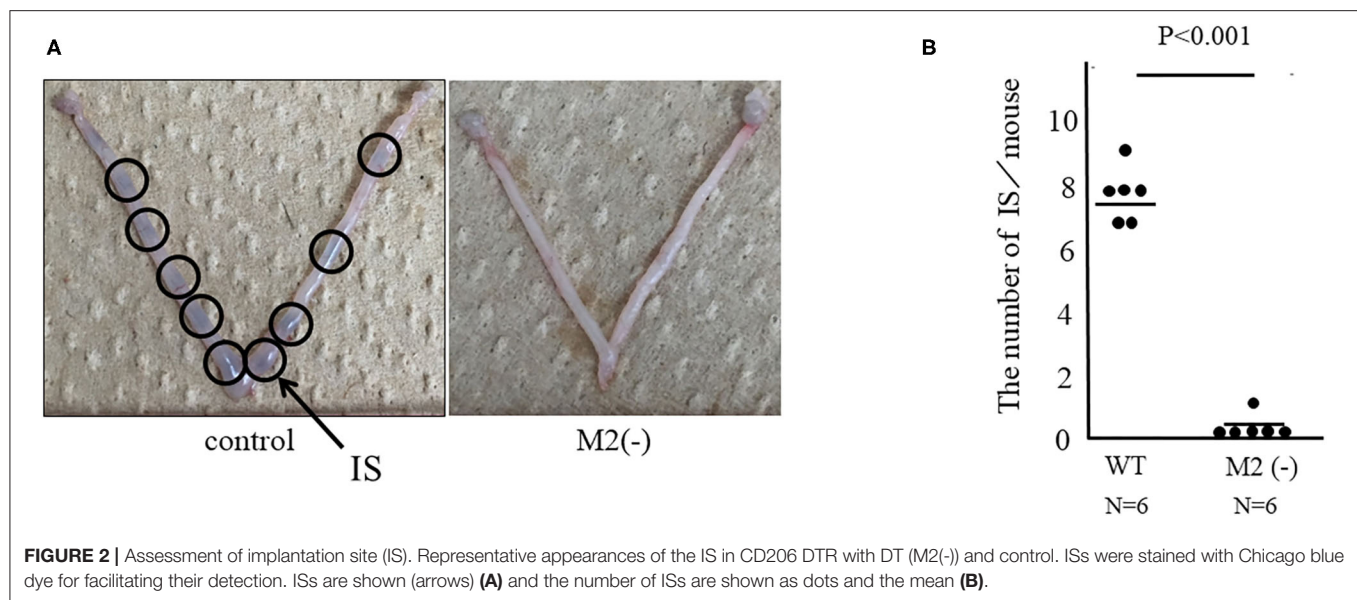 A
control
IS
M2(-)
B
P<0.001
The number of IS/mouse
10
8
6
4
2
0
WT
M2 (-)
N=6
N=6
FIGURE 2 | Assessment of implantation site (IS). Representative appearances of the IS in CD206 DTR with DT (M2(-)) and control. ISs were stained with Chicago blue
dye for facilitating their detection. ISs are shown (arrows) (A) and the number of ISs are shown as dots and the mean (B).